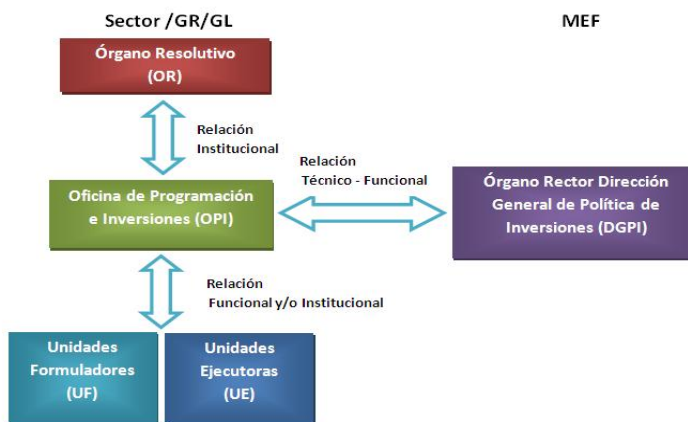 Sector /GR/GL
MEF
Órgano Resolutivo
(OR)
Relación
Institucional
Relación
Técnico - Funcional
Oficina de Programación
e Inversiones (OPI)
Órgano Rector Dirección
General de Política de
Inversiones (DGPI)
Relación
Funcional y/o Institucional
Unidades
Formuladores
(UF)
Unidades
Ejecutoras
(UE)